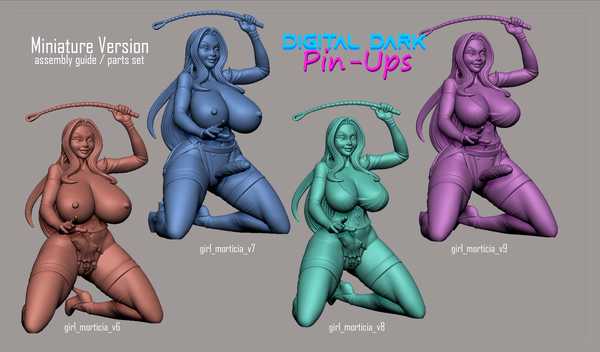 Miniature Version
assembly guide / parts set
DIGITAL DARK
Pin-Ups
girl_morticia_v7
girl_morticia_v9
girl_morticia_v6
girl_morticia_v8